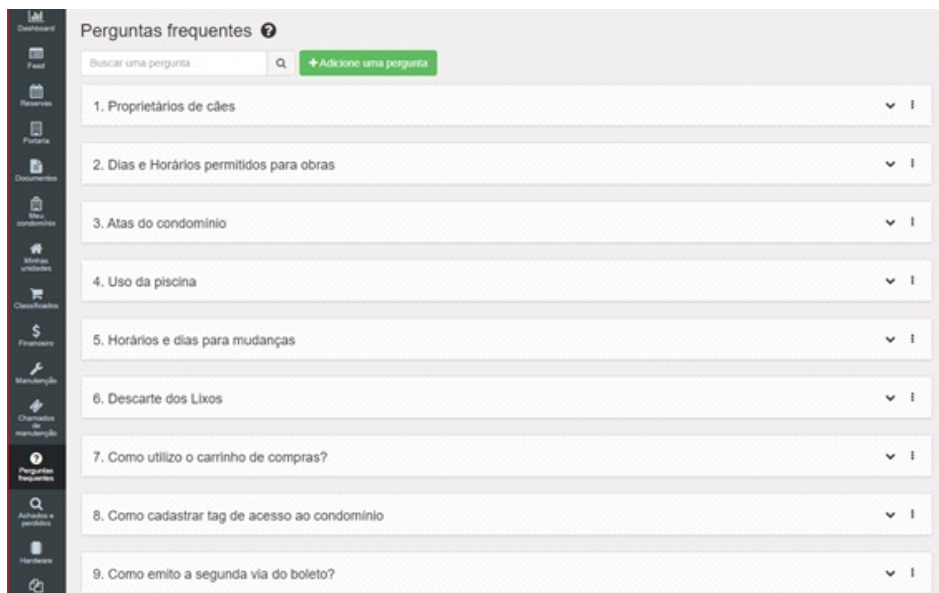 Dashboard
Feed
Reservas
Portaria
Documentos
Meu
condomínio
Minhas
unidades
Classificados
Financeiro
Manutenção
Chamados
de
manutenção
Perguntas
frequentes
Achados e
perdidos
Hardware
Perguntas frequentes ?
Buscar uma pergunta...
+ Adicione uma pergunta
1. Proprietários de cães
2. Dias e Horários permitidos para obras
3. Atas do condomínio
4. Uso da piscina
5. Horários e dias para mudanças
6. Descarte dos Lixos
7. Como utilizo o carrinho de compras?
8. Como cadastrar tag de acesso ao condomínio
9. Como emito a segunda via do boleto?